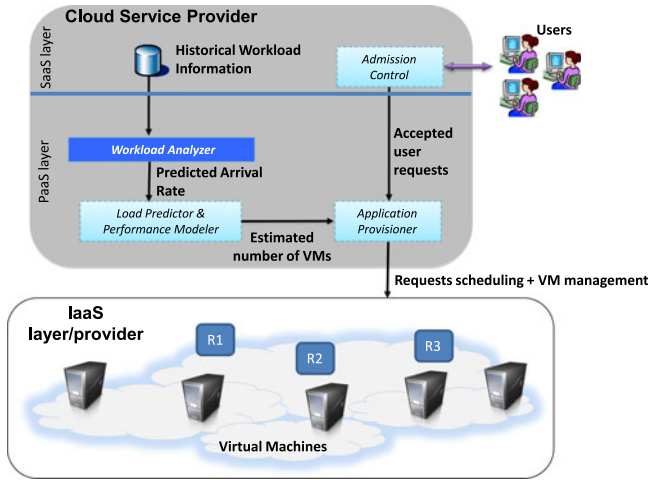 Cloud Service Provider
SaaS layer
Historical Workload
Information
Admission
Control
Users
PaaS layer
Workload Analyzer
Accepted
user
requests
Predicted Arrival
Rate
Load Predictor &
Performance Modeler
Application
Provisioner
Estimated
number of VMs
Requests scheduling + VM management
IaaS
layer/provider
R1
R2
R3
Virtual Machines